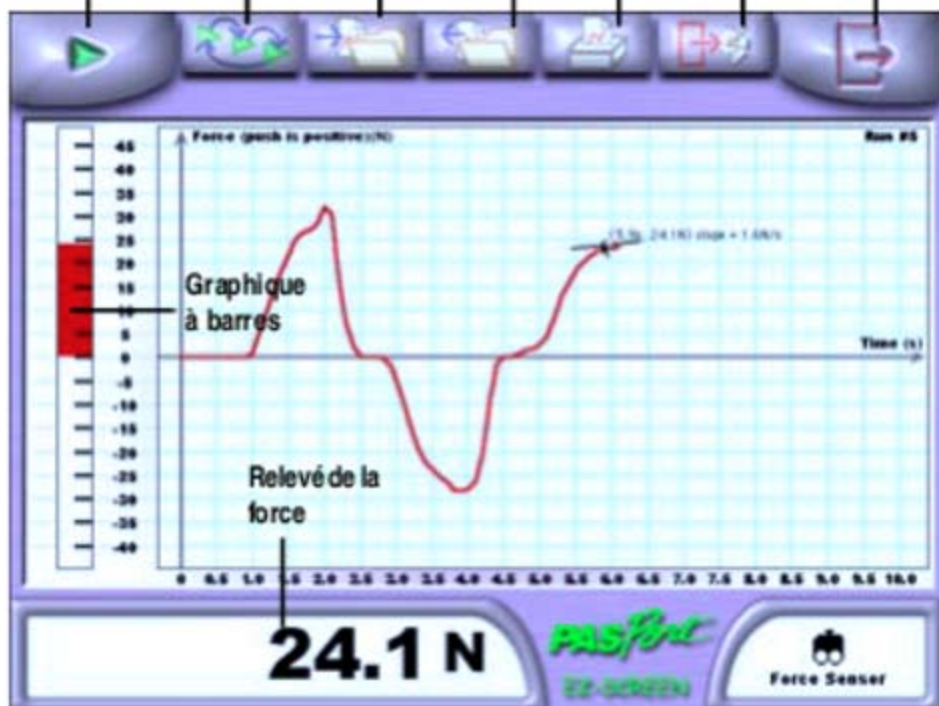 Force (push is positive)(N)
Run #5
45
40
35
30
25
20
15
10
5
0
-5
-10
-15
-20
-25
-30
-35
-40
slope = 1.6N/s
Graphique
à barres
Time (s)
Relevé de la
force
0 0.5 1.0 1.5 2.0 2.5 3.0 3.5 4.0 4.5 5.0 5.5 6.0 6.5 7.0 7.5 8.0 8.5 9.0 9.5 10.0
24.1 N
PASPort
EZ-SCREEN
Force Sensor